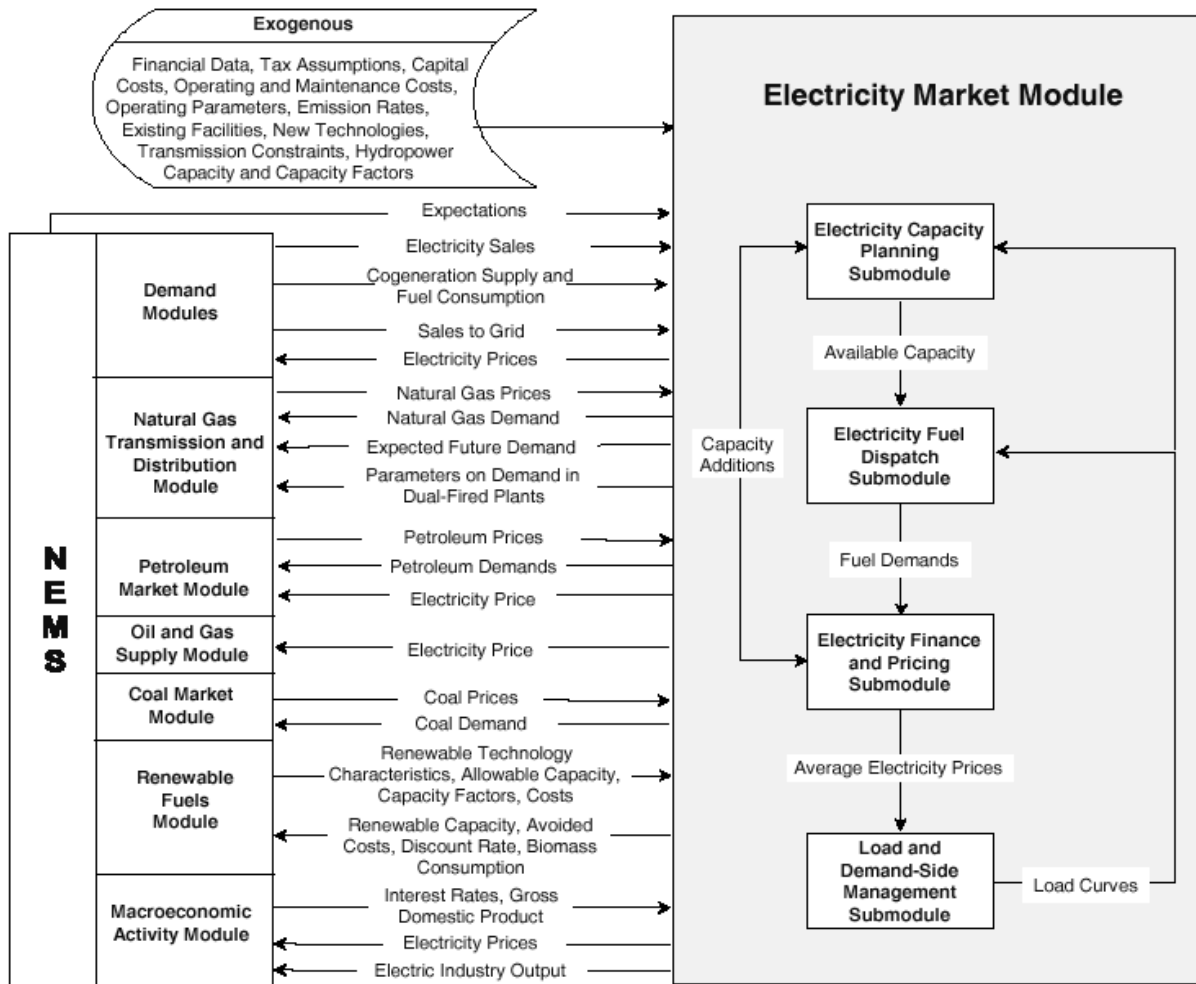 Exogenous
Financial Data, Tax Assumptions, Capital
Costs, Operating and Maintenance Costs,
Operating Parameters, Emission Rates,
Existing Facilities, New Technologies,
Transmission Constraints, Hydropower
Capacity and Capacity Factors
Electricity Market Module
NEMS
Expectations
Demand
Modules
Electricity Sales
Cogeneration Supply and
Fuel Consumption
Sales to Grid
Electricity Prices
Natural Gas
Transmission and
Distribution
Module
Natural Gas Prices
Natural Gas Demand
Expected Future Demand
Parameters on Demand in
Dual-Fired Plants
Petroleum
Market Module
Petroleum Prices
Petroleum Demands
Electricity Price
Oil and Gas
Supply Module
Electricity Price
Coal Market
Module
Coal Prices
Coal Demand
Renewable
Fuels
Module
Renewable Technology
Characteristics, Allowable Capacity,
Capacity Factors, Costs
Renewable Capacity, Avoided
Costs, Discount Rate, Biomass
Consumption
Macroeconomic
Activity Module
Interest Rates, Gross
Domestic Product
Electricity Prices
Electric Industry Output
Electricity Capacity
Planning
Submodule
Available Capacity
Capacity
Additions
Electricity Fuel
Dispatch
Submodule
Fuel Demands
Electricity Finance
and Pricing
Submodule
Average Electricity Prices
Load and
Demand-Side
Management
Submodule
Load Curves